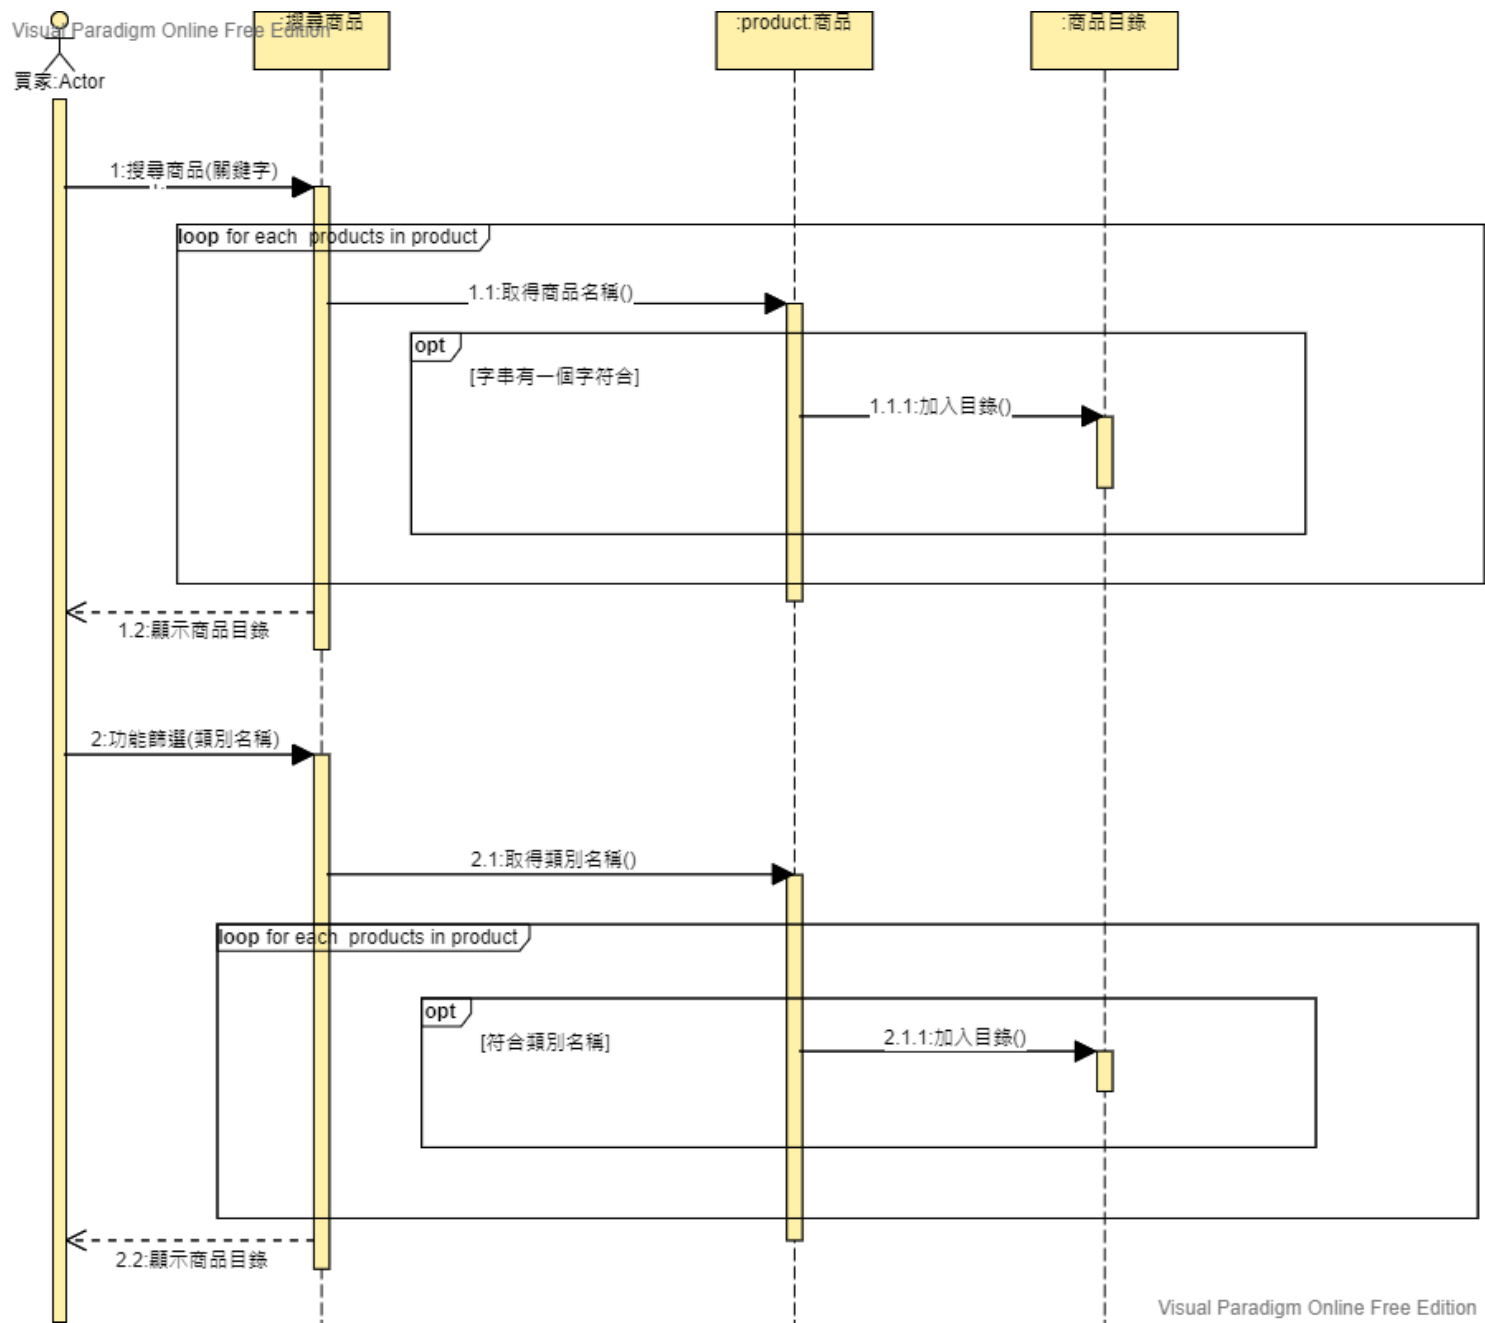 Visual Paradigm Online Free Edition
:搜尋商品
:product:商品
:商品目錄
買家:Actor
1:搜尋商品(關鍵字)
loop for each products in product
1.1:取得商品名稱()
opt
[字串有一個字符合]
1.1.1:加入目錄()
1.2:顯示商品目錄
2:功能篩選(類別名稱)
2.1:取得類別名稱()
loop for each products in product
opt
[符合類別名稱]
2.1.1:加入目錄()
2.2:顯示商品目錄
Visual Paradigm Online Free Edition